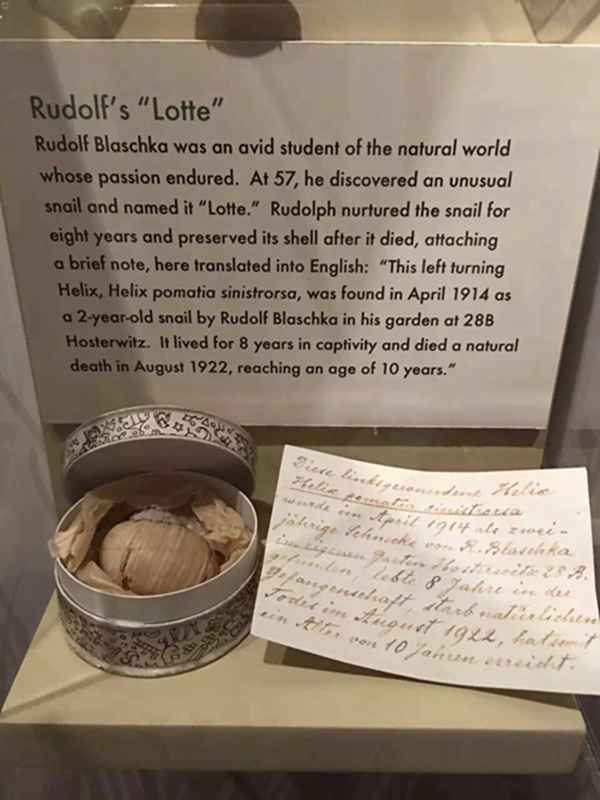 Rudolf's "Lotte"
Rudolf Blaschka was an avid student of the natural world
whose passion endured. At 57, he discovered an unusual
snail and named it "Lotte." Rudolph nurtured the snail for
eight years and preserved its shell after it died, attaching
a brief note, here translated into English: "This left turning
Helix, Helix pomatia sinistrorsa, was found in April 1914 as
a 2-year-old snail by Rudolf Blaschka in his garden at 28B
Hosterwitz. It lived for 8 years in captivity and died a natural
death in August 1922, reaching an age of 10 years."
Diese linksgewundene Helix
Helix pomatia sinistrorsa
wurde im April 1914 als zwei-
jährige Schnecke von R. Blaschka
im eigenen Garten Hosterwitz 28 B.
gefunden, lebte 8 Jahre in der
Gefangenschaft, starb natürlichen
Todes im August 1922, hat somit
ein Alter von 10 Jahren erreicht.